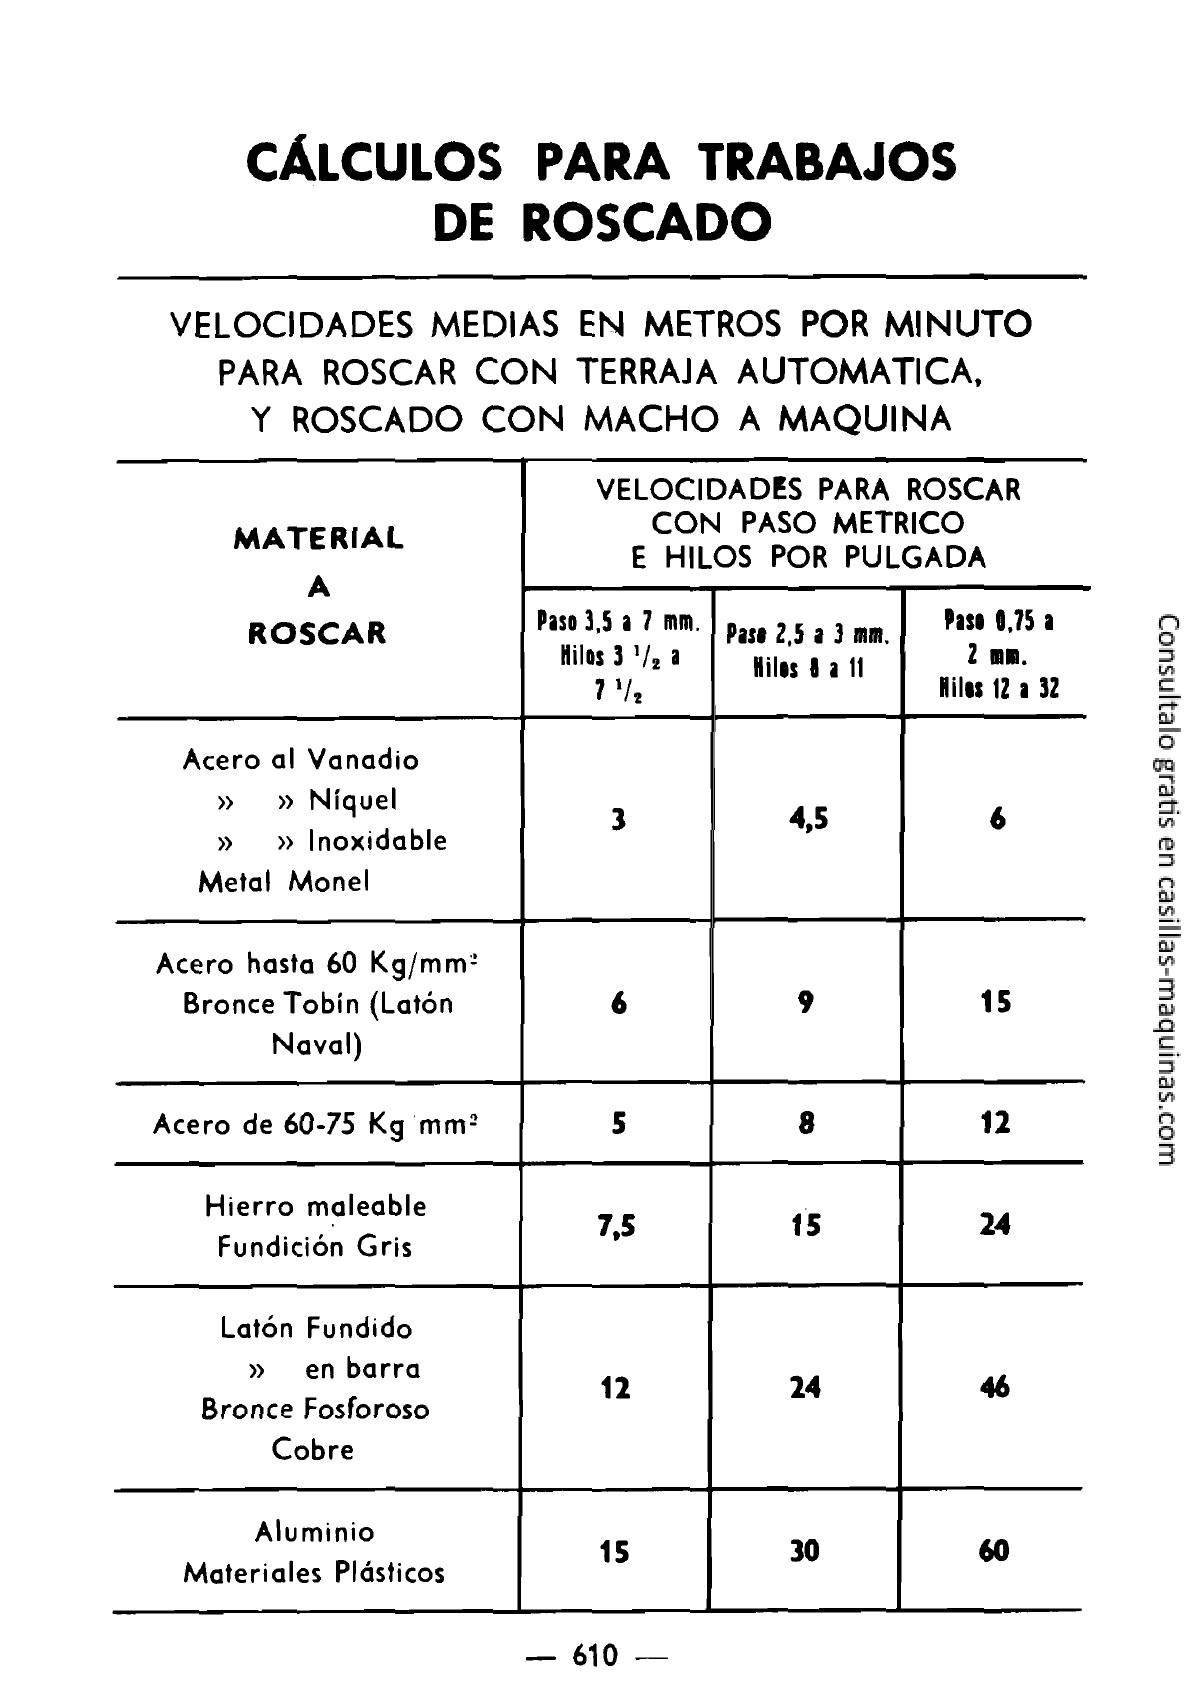 CÁLCULOS PARA TRABAJOS
DE ROSCADO
VELOCIDADES MEDIAS EN METROS POR MINUTO
PARA ROSCAR CON TERRAJA AUTOMATICA,
Y ROSCADO CON MACHO A MAQUINA
MATERIAL
A
ROSCAR
VELOCIDADES PARA ROSCAR
CON PASO METRICO
E HILOS POR PULGADA
Paso 3,5 a 7 mm.
Hilos 3 1/2 a
7 1/2
Paso 2,5 a 3 mm.
Hilos 8 a 11
Paso 0,75 a
2 mm.
Hilos 12 a 32
Acero al Vanadio
» » Níquel
» » Inoxidable
Metal Monel
3
4,5
6
Acero hasta 60 Kg/mm²
Bronce Tobín (Latón
Naval)
6
9
15
Acero de 60-75 Kg mm²
5
8
12
Hierro maleable
Fundición Gris
7,5
15
24
Latón Fundido
» en barra
Bronce Fosforoso
Cobre
12
24
46
Aluminio
Materiales Plásticos
15
30
60
— 610 —
Consultalo gratis en casillas-maquinas.com